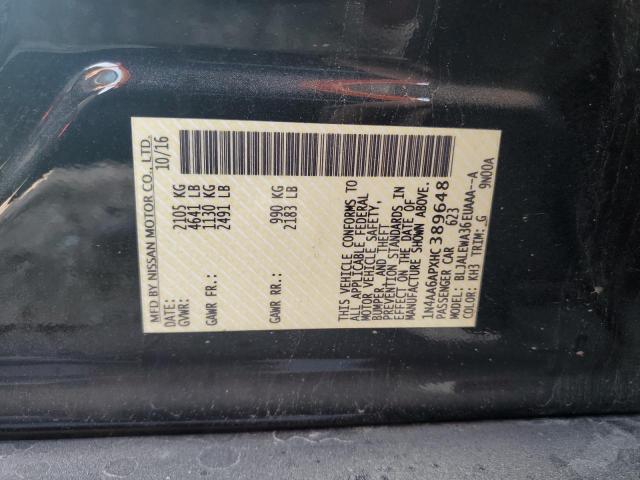 MFD BY NISSAN MOTOR CO., LTD.
10/16
GVWR: 2105 KG
4641 LB
GAWR FR.: 1130 KG
2491 LB
GAWR RR.: 990 KG
2183 LB
THIS VEHICLE CONFORMS TO
ALL APPLICABLE FEDERAL
MOTOR VEHICLE SAFETY,
BUMPER, AND THEFT
PREVENTION STANDARDS IN
EFFECT ON THE DATE OF
MANUFACTURE SHOWN ABOVE.
1N4AA6APXHC389648
PASSENGER CAR 623
MODEL: BLJALEWA36EUAAA--A
COLOR: KH3 TRIM: G 9N00A